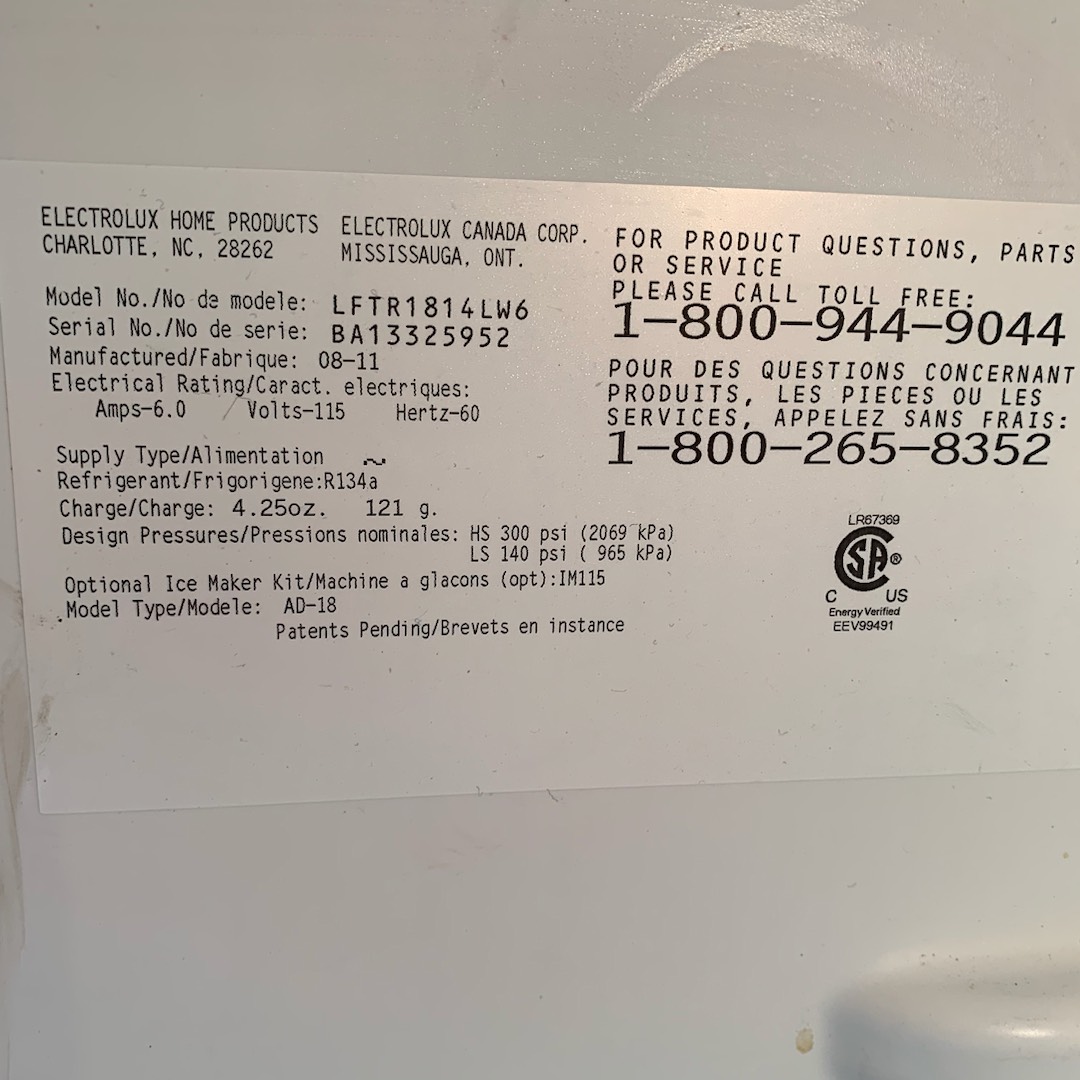 ELECTROLUX HOME PRODUCTS
CHARLOTTE, NC, 28262
ELECTROLUX CANADA CORP.
MISSISSAUGA, ONT.
Model No./No de modele: LFTR1814LW6
Serial No./No de serie: BA13325952
Manufactured/Fabrique: 08-11
Electrical Rating/Caract. electriques:
Amps-6.0 Volts-115 Hertz-60
Supply Type/Alimentation ~
Refrigerant/Frigorigene:R134a
Charge/Charge: 4.25oz. 121 g.
Design Pressures/Pressions nominales: HS 300 psi (2069 kPa)
LS 140 psi ( 965 kPa)
Optional Ice Maker Kit/Machine a glacons (opt):IM115
Model Type/Modele: AD-18
Patents Pending/Brevets en instance
FOR PRODUCT QUESTIONS, PARTS
OR SERVICE
PLEASE CALL TOLL FREE:
1-800-944-9044
POUR DES QUESTIONS CONCERNANT
PRODUITS, LES PIECES OU LES
SERVICES, APPELEZ SANS FRAIS:
1-800-265-8352
LR67369
SA®
C US
Energy Verified
EEV99491